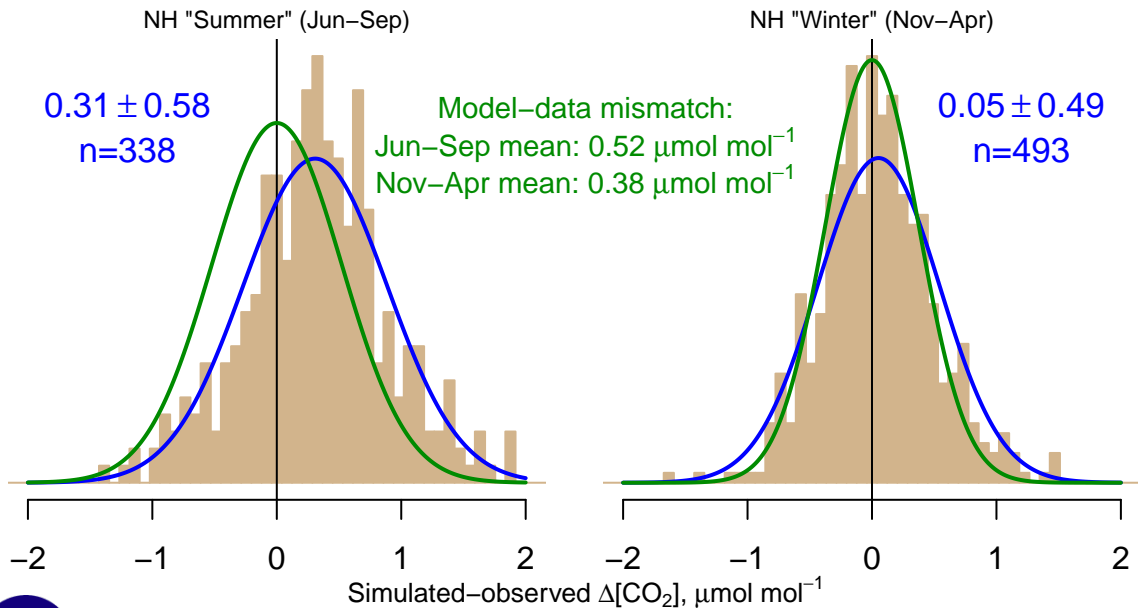 NH "Summer" (Jun−Sep)
0.31 ± 0.58
n=338
Model−data mismatch:
Jun−Sep mean: 0.52 μmol mol⁻¹
Nov−Apr mean: 0.38 μmol mol⁻¹
NH "Winter" (Nov−Apr)
0.05 ± 0.49
n=493
−2 −1 0 1 2
−2 −1 0 1 2
Simulated−observed Δ[CO₂], μmol mol⁻¹